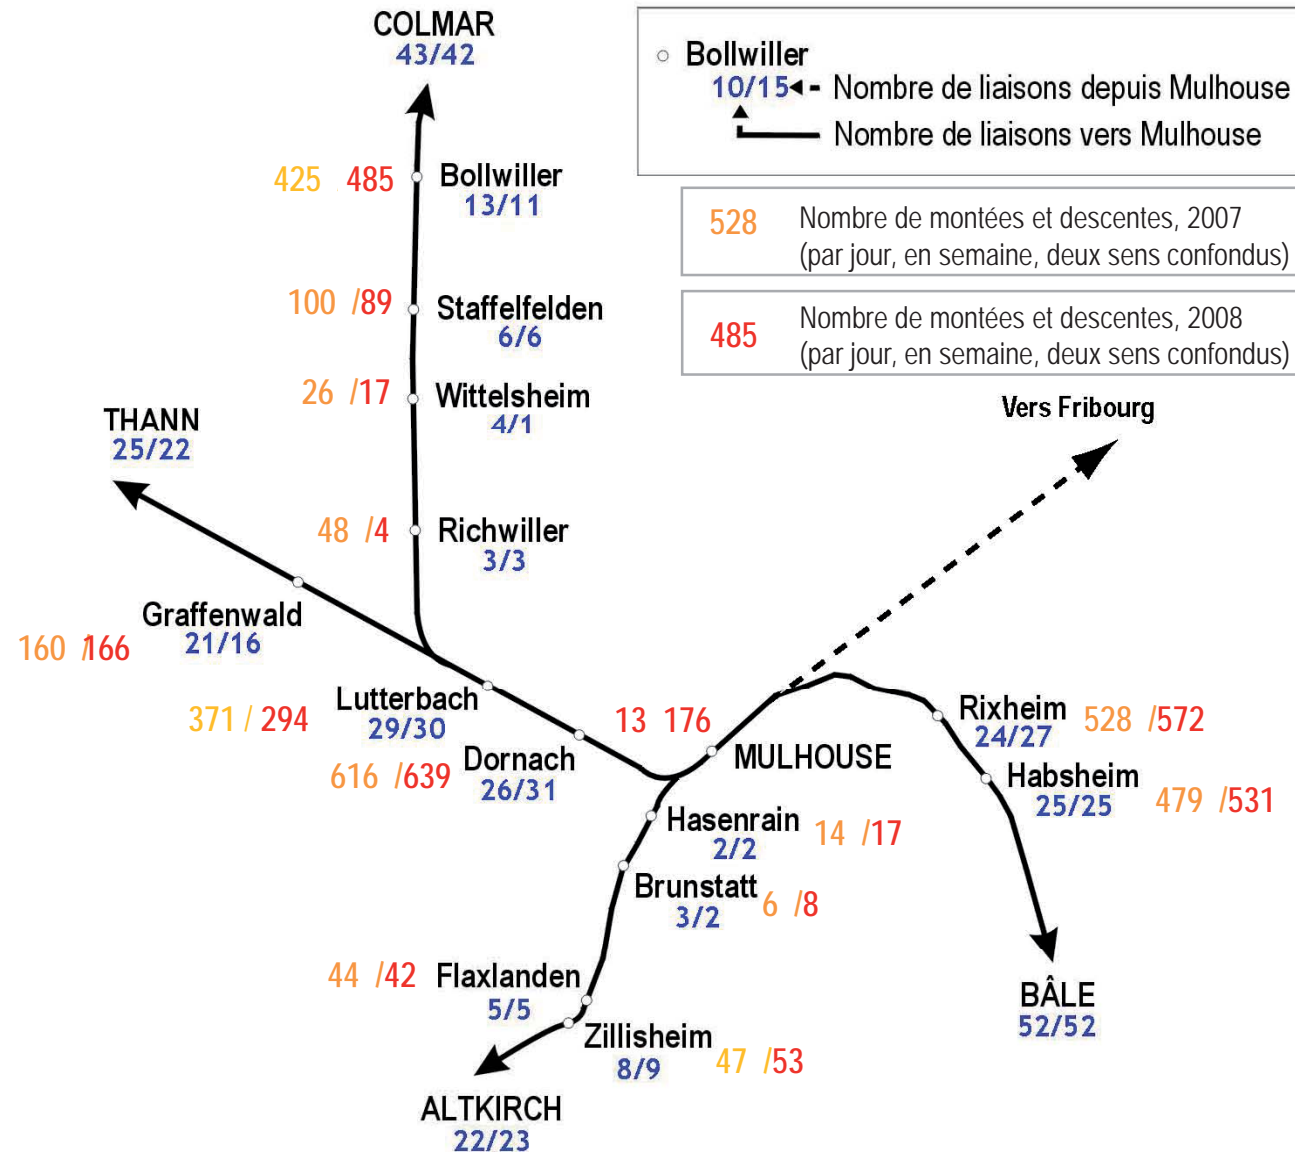 COLMAR
43/42
Bollwiller
10/15 Nombre de liaisons depuis Mulhouse
Nombre de liaisons vers Mulhouse
425 485 Bollwiller
13/11
528 Nombre de montées et descentes, 2007
(par jour, en semaine, deux sens confondus)
485 Nombre de montées et descentes, 2008
(par jour, en semaine, deux sens confondus)
100 /89 Staffelfelden
6/6
26 /17 Wittelsheim
4/1
Vers Fribourg
THANN
25/22
48 /4 Richwiller
3/3
Graffenwald
21/16
160 /166
Lutterbach
29/30
371 / 294
13 176
MULHOUSE
Dornach
26/31
616 /639
Rixheim
24/27
528 /572
Habsheim
25/25
479 /531
Hasenrain
2/2
14 /17
Brunstatt
3/2
6 /8
44 /42 Flaxlanden
5/5
Zillisheim
8/9
47 /53
BÂLE
52/52
ALTKIRCH
22/23